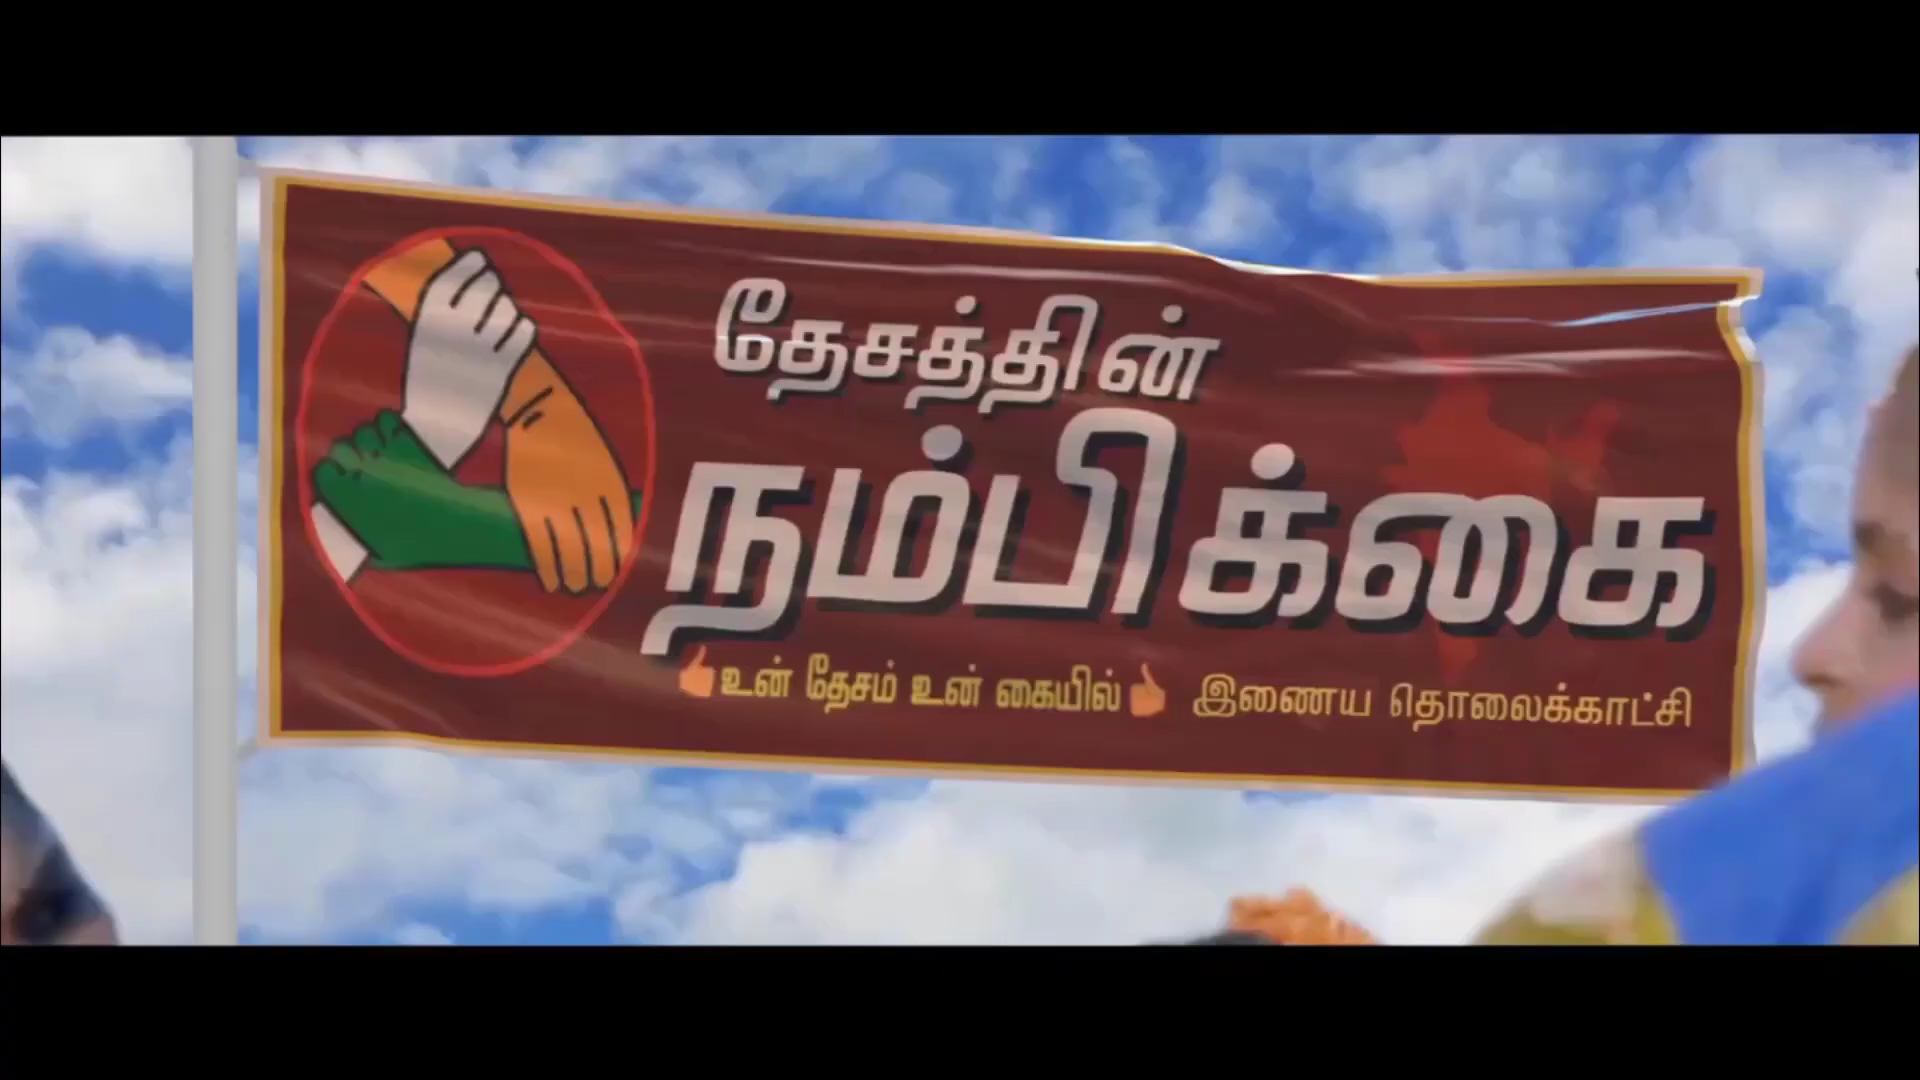 தேசத்தின்
நம்பிக்கை
👍உன் தேசம் உன் கையில்👍 இணைய தொலைக்காட்சி